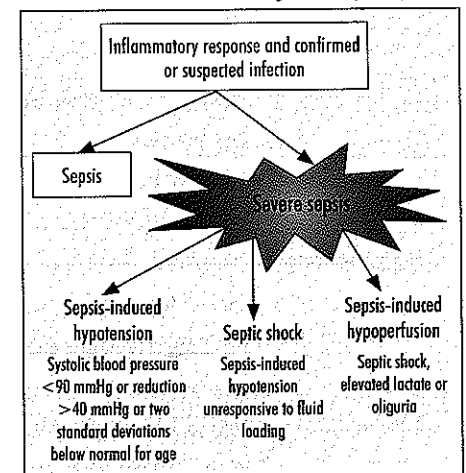 Inflammatory response and confirmed
or suspected infection
Sepsis
Severe sepsis
Sepsis-induced
hypotension
Systolic blood pressure
<90 mmHg or reduction
>40 mmHg or two
standard deviations
below normal for age
Septic shock
Sepsis-induced
hypotension
unresponsive to fluid
loading
Sepsis-induced
hypoperfusion
Septic shock,
elevated lactate or
oliguria